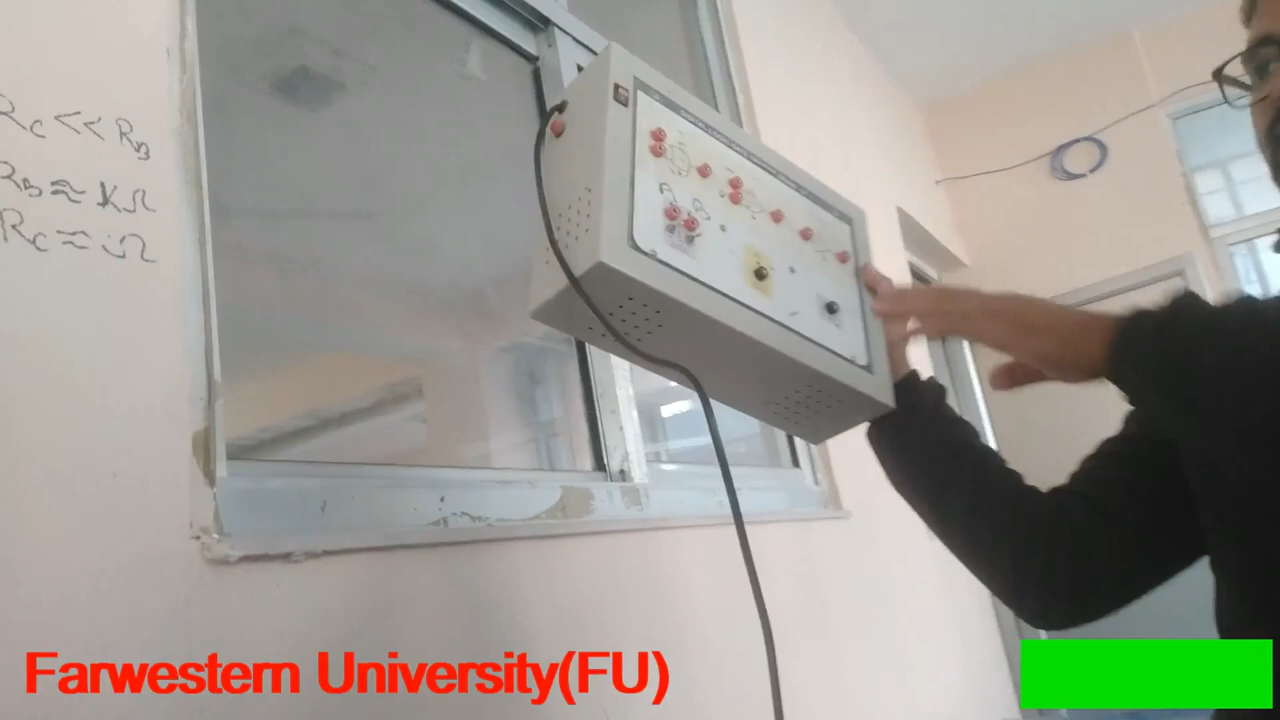 Rc << RB
RB ≈ KΩ
Rc ≈ Ω
Farwestern University(FU)